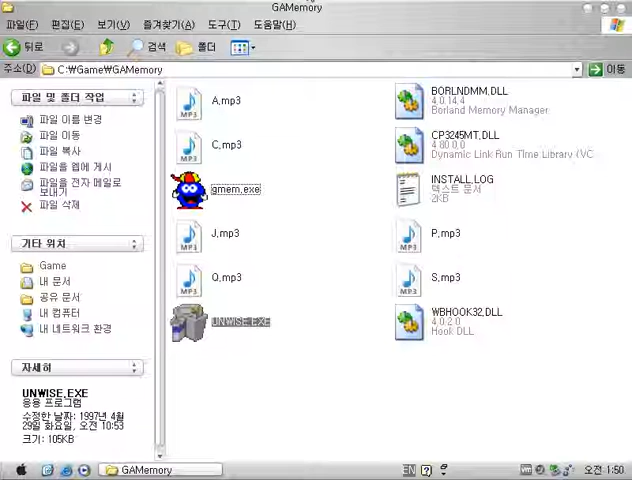 GAMemory
파일(F) 편집(E) 보기(V) 즐겨찾기(A) 도구(T) 도움말(H)
뒤로 검색 폴더
주소(D) C:\Game\GAMemory 이동
파일 및 폴더 작업
파일 이름 변경
파일 이동
파일 복사
파일을 웹에 게시
파일을 전자 메일로
보내기
파일 삭제
기타 위치
Game
내 문서
공유 문서
내 컴퓨터
내 네트워크 환경
자세히
UNWISE.EXE
응용 프로그램
수정한 날짜: 1997년 4월
29일 화요일, 오전 10:53
크기: 105KB
A.mp3
BORLNDMM.DLL
4.0.14.4
Borland Memory Manager
C.mp3
CP3245MT.DLL
4.80.0.0
Dynamic Link Run Time Library (VC
gmem.exe
INSTALL.LOG
텍스트 문서
2KB
J.mp3
P.mp3
Q.mp3
S.mp3
UNWISE.EXE
WBHOOK32.DLL
4.0.2.0
Hook DLL
GAMemory
EN
오전 1:50